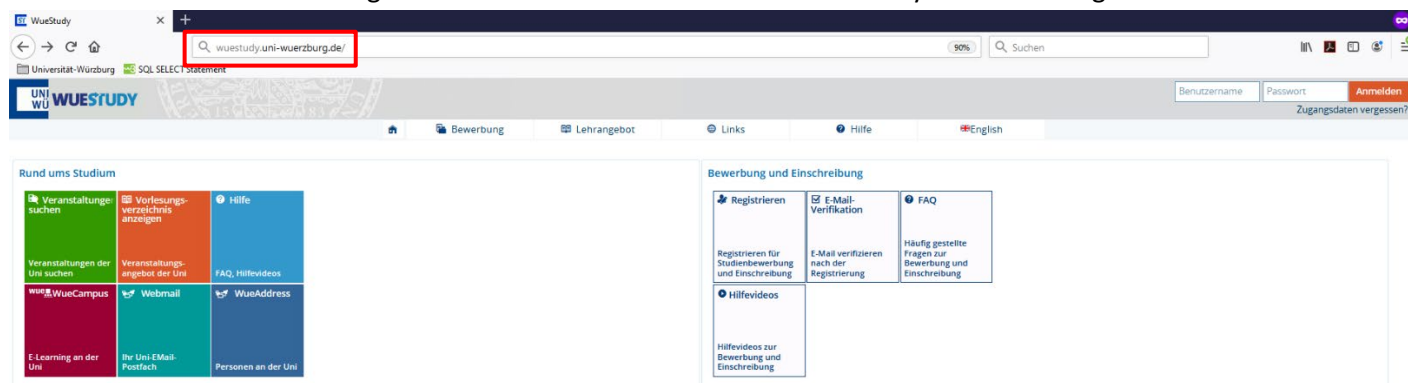 WueStudy
wuestudy.uni-wuerzburg.de/
90%
Suchen
Universität-Würzburg
SQL SELECT Statement
UNI WÜ WUESTUDY
Benutzername
Passwort
Anmelden
Zugangsdaten vergessen?
Bewerbung
Lehrangebot
Links
Hilfe
English
Rund ums Studium
Veranstaltunge
suchen
Veranstaltungen der
Uni suchen
Vorlesungs-
verzeichnis
anzeigen
Veranstaltungs-
angebot der Uni
Hilfe
FAQ, Hilfevideos
WueCampus
E-Learning an der
Uni
Webmail
Ihr Uni-EMail-
Postfach
WueAddress
Personen an der Uni
Bewerbung und Einschreibung
Registrieren
Registrieren für
Studienbewerbung
und Einschreibung
E-Mail-
Verifikation
E-Mail verifizieren
nach der
Registrierung
FAQ
Häufig gestellte
Fragen zur
Bewerbung und
Einschreibung
Hilfevideos
Hilfevideos zur
Bewerbung und
Einschreibung